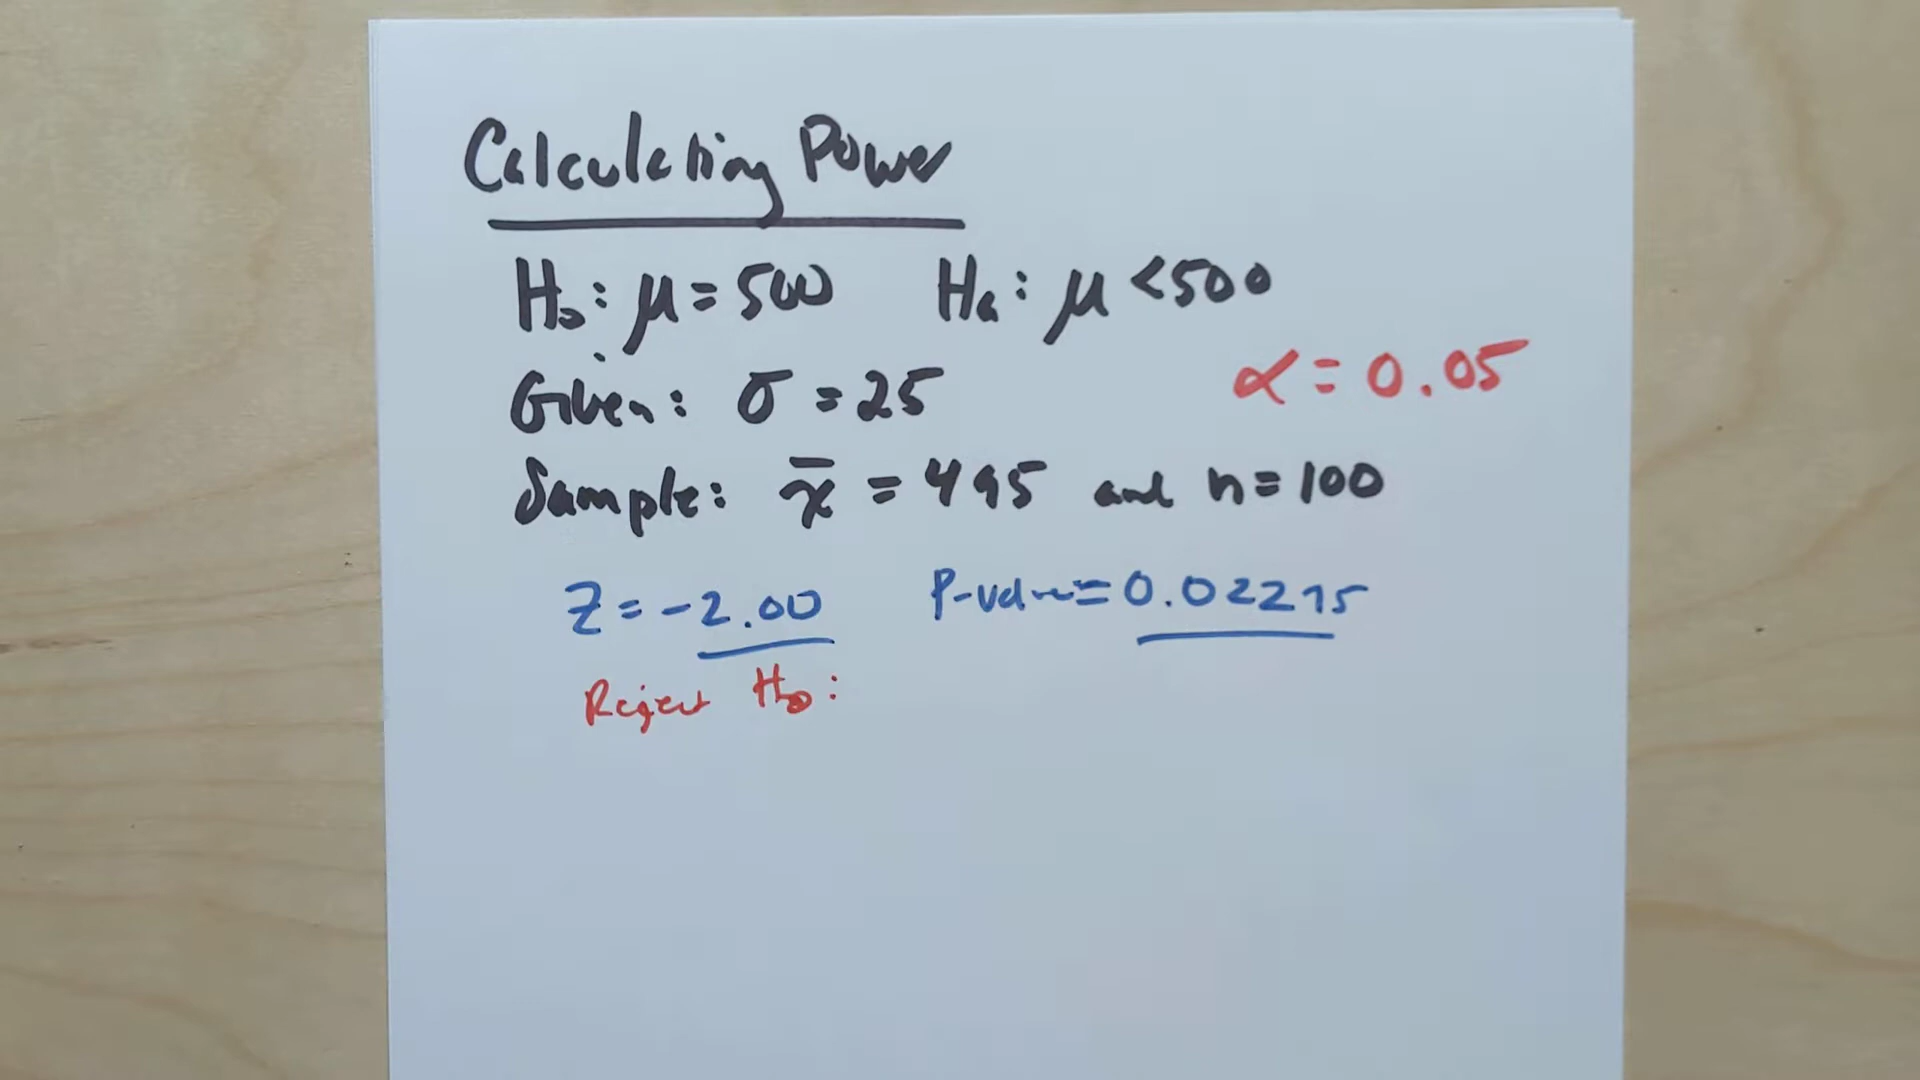 Calculating Power
H₀: μ = 500 Ha: μ < 500
Given: σ = 25 α = 0.05
Sample: x̄ = 495 and n = 100
Z = -2.00 P-value = 0.02275
Reject H₀: